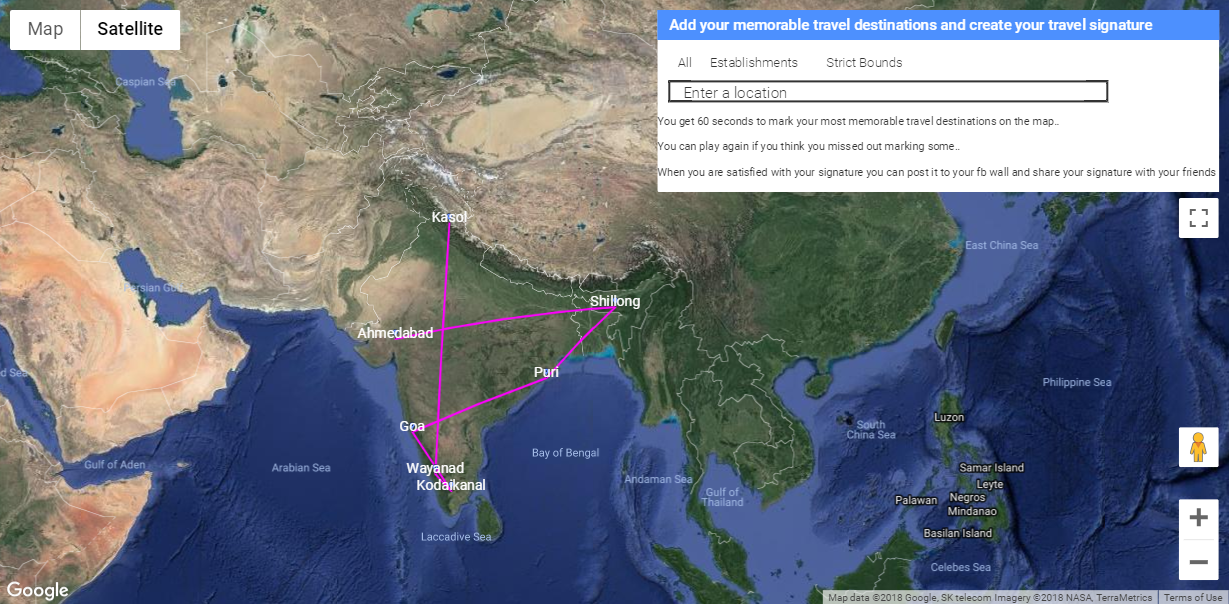 Map
Satellite
Add your memorable travel destinations and create your travel signature
All Establishments Strict Bounds
Enter a location
You get 60 seconds to mark your most memorable travel destinations on the map..
You can play again if you think you missed out marking some..
When you are satisfied with your signature you can post it to your fb wall and share your signature with your friends
Caspian Sea
Kasol
East China Sea
Persian Gulf
Shillong
Ahmedabad
Puri
Philippine Sea
Luzon
Goa
South
China Sea
Bay of Bengal
Gulf of Aden
Arabian Sea
Wayanad
Kodaikanal
Samar Island
Andaman Sea
Leyte
Gulf of
Thailand
Palawan
Negros
Mindanao
Laccadive Sea
Basilan Island
Celebes Sea
Google
Map data ©2018 Google, SK telecom Imagery ©2018 NASA, TerraMetrics
Terms of Use